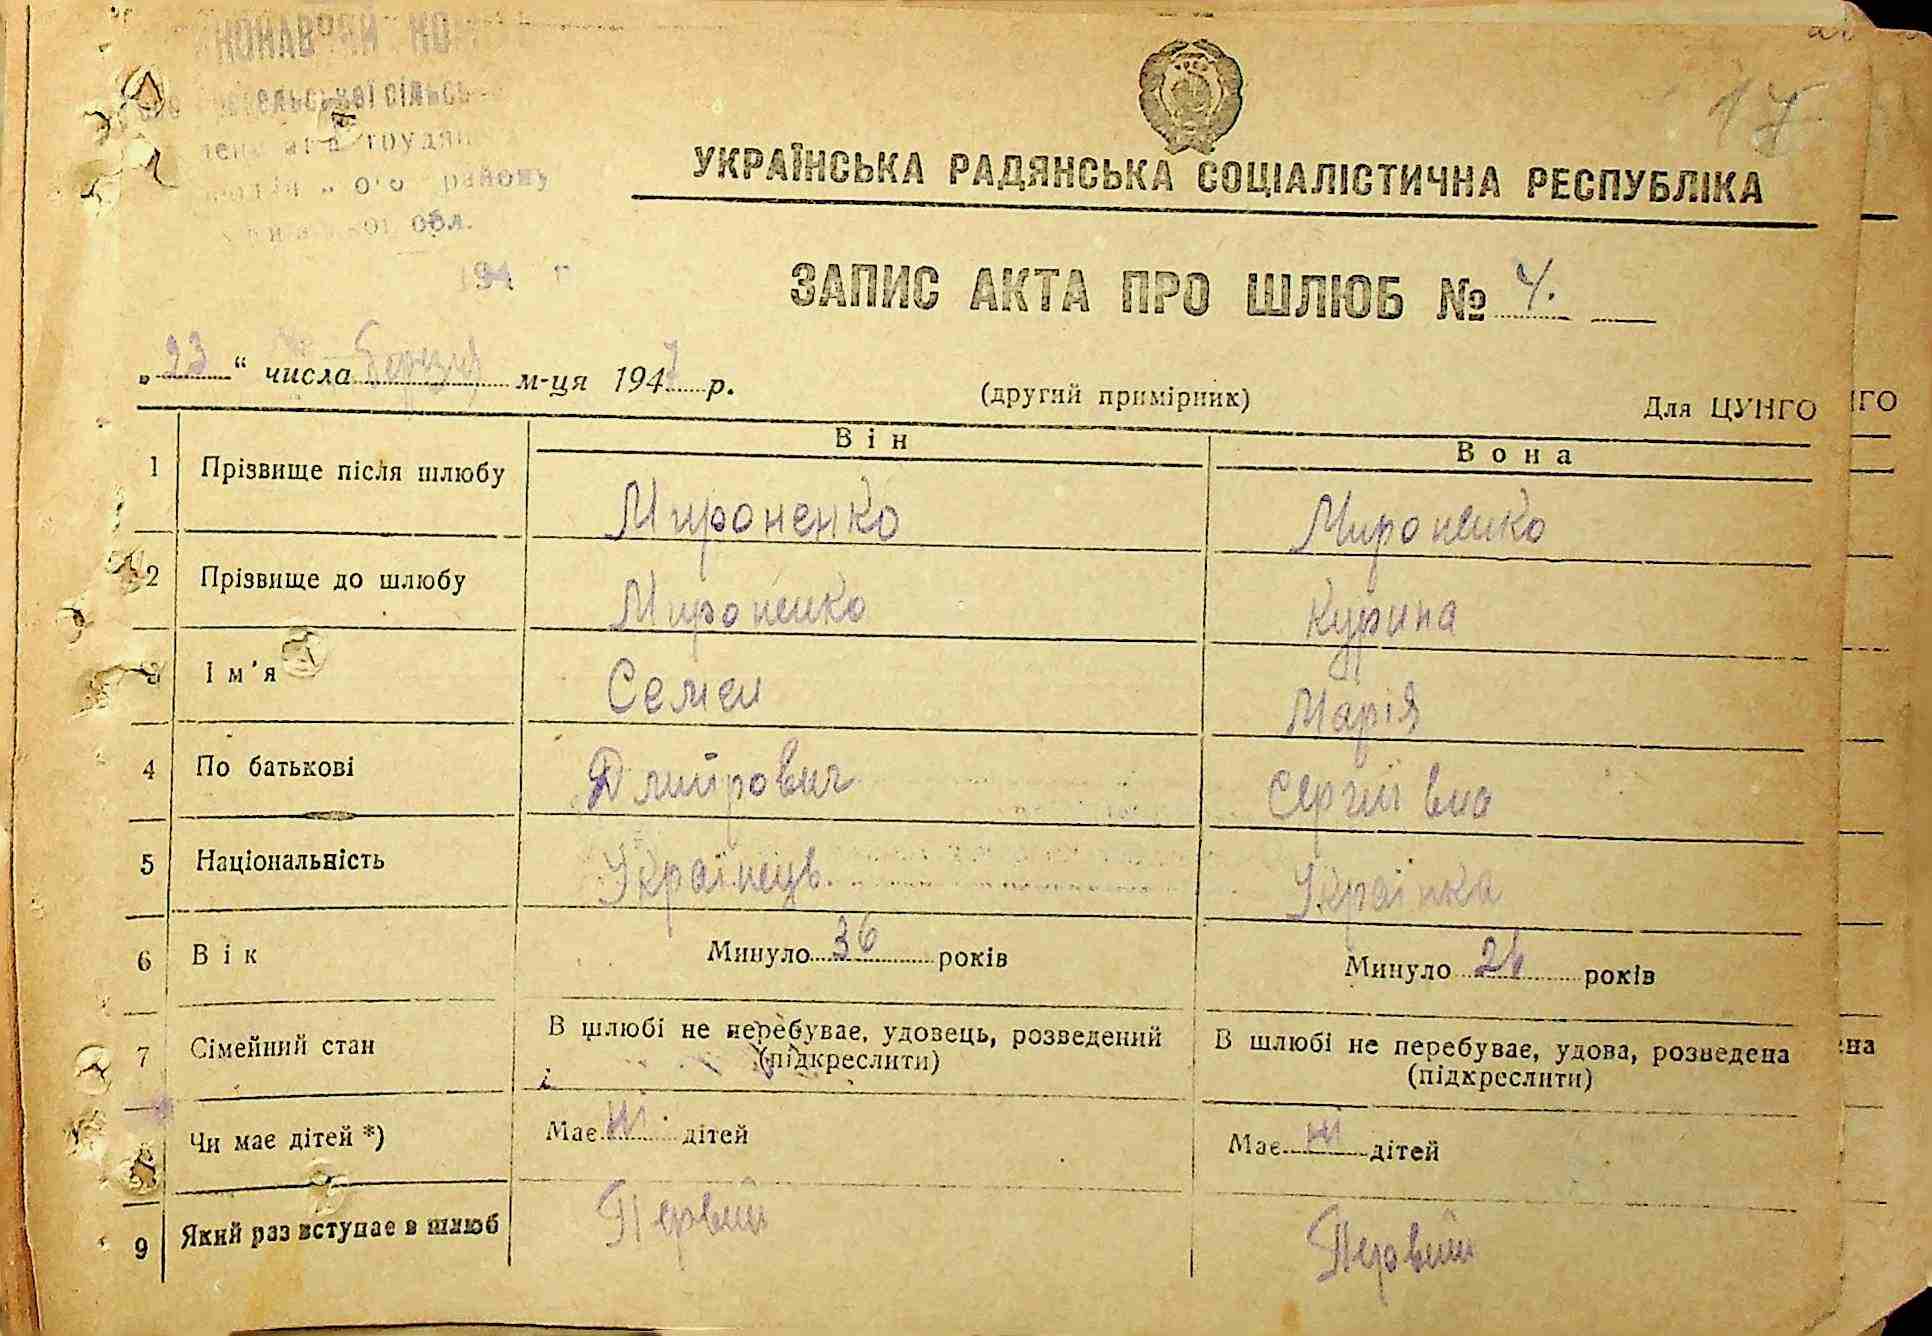 17
обл.
району
194 г
УКРАЇНСЬКА РАДЯНСЬКА СОЦІАЛІСТИЧНА РЕСПУБЛІКА
ЗАПИС АКТА ПРО ШЛЮБ № 4.
„23“ числа березня м-ця 1947 р.
(другий примірник)
Для ЦУНГО
Він Вона
1 Прізвище після шлюбу Мироненко Мироненко
2 Прізвище до шлюбу Мироненко Курина
3 Ім'я Семен Марія
4 По батькові Дмитрович Сергіївна
5 Національність Українець. Українка
6 Вік Минуло 36 років Минуло років
7 Сімейний стан В шлюбі не перебуває, удовець, розведений В шлюбі не перебуває, удова, розведена
(підкреслити) (підкреслити)
8 Чи має дітей *) Має ні дітей Має ні дітей
9 Який раз вступає в шлюб Первий Первий